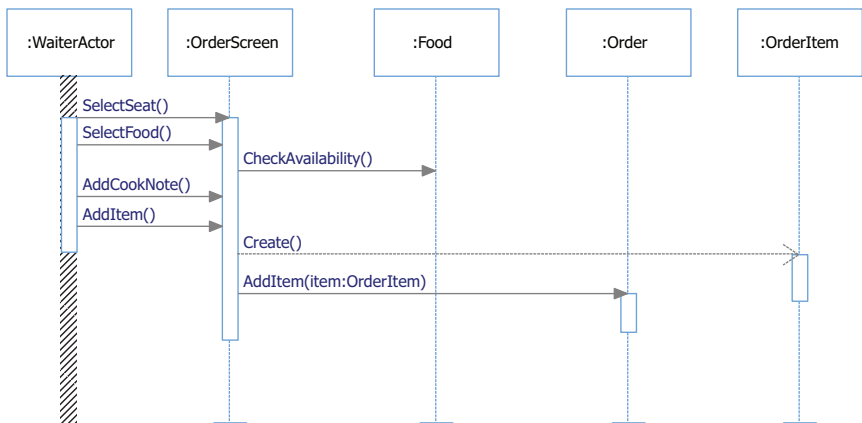 :WaiterActor
:OrderScreen
:Food
:Order
:OrderItem
SelectSeat()
SelectFood()
CheckAvailability()
AddCookNote()
AddItem()
Create()
AddItem(item:OrderItem)